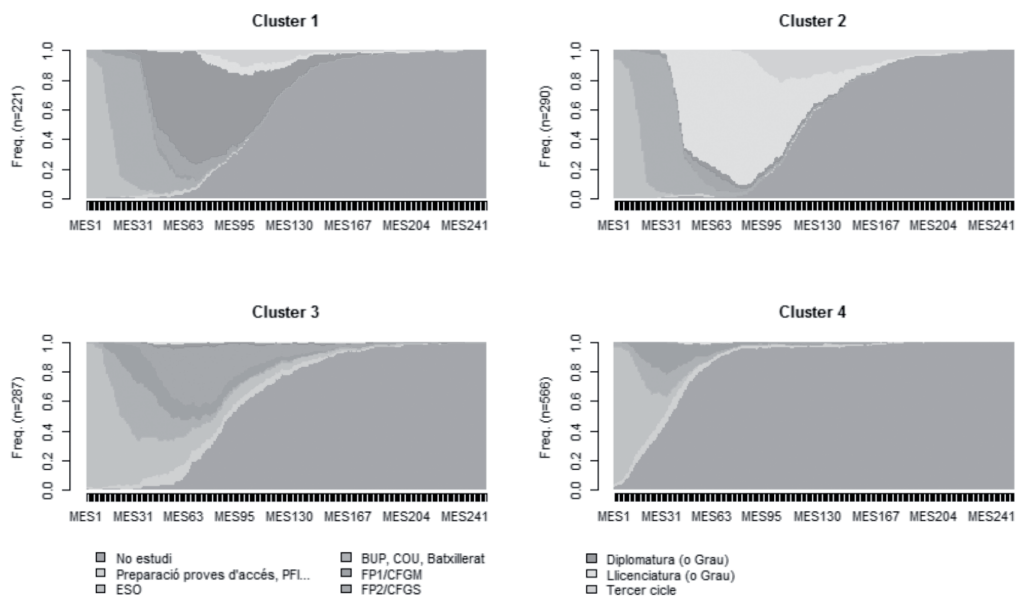 Cluster 1
Freq. (n=221)
0.0 0.2 0.4 0.6 0.8 1.0
MES1 MES31 MES63 MES95 MES130 MES167 MES204 MES241
Cluster 2
Freq. (n=290)
0.0 0.2 0.4 0.6 0.8 1.0
MES1 MES31 MES63 MES95 MES130 MES167 MES204 MES241
Cluster 3
Freq. (n=287)
0.0 0.2 0.4 0.6 0.8 1.0
MES1 MES31 MES63 MES95 MES130 MES167 MES204 MES241
Cluster 4
Freq. (n=566)
0.0 0.2 0.4 0.6 0.8 1.0
MES1 MES31 MES63 MES95 MES130 MES167 MES204 MES241
No estudi
Preparació proves d'accés, PFI...
ESO
BUP, COU, Batxillerat
FP1/CFGM
FP2/CFGS
Diplomatura (o Grau)
Llicenciatura (o Grau)
Tercer cicle